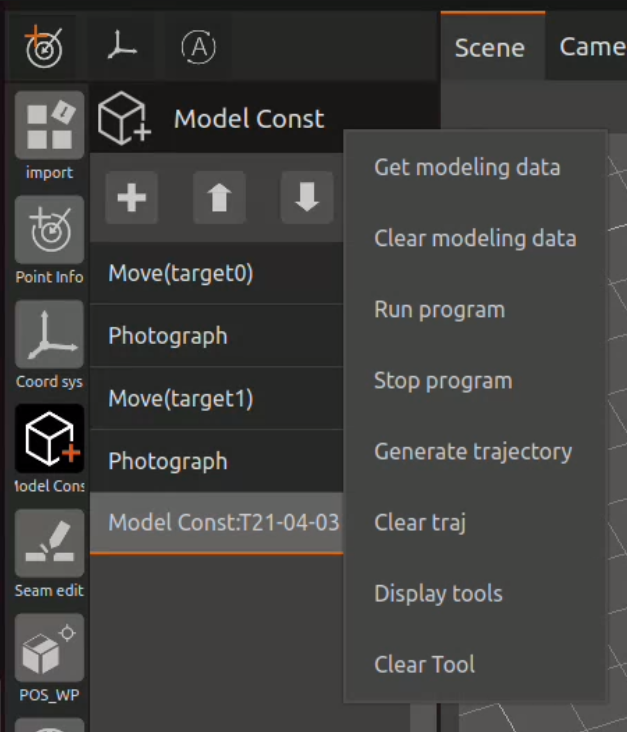 Scene
Came
Model Const
import
Point Info
Coord sys
Model Cons
Seam edit
POS_WP
Move(target0)
Photograph
Move(target1)
Photograph
Model Const:T21-04-03
Get modeling data
Clear modeling data
Run program
Stop program
Generate trajectory
Clear traj
Display tools
Clear Tool